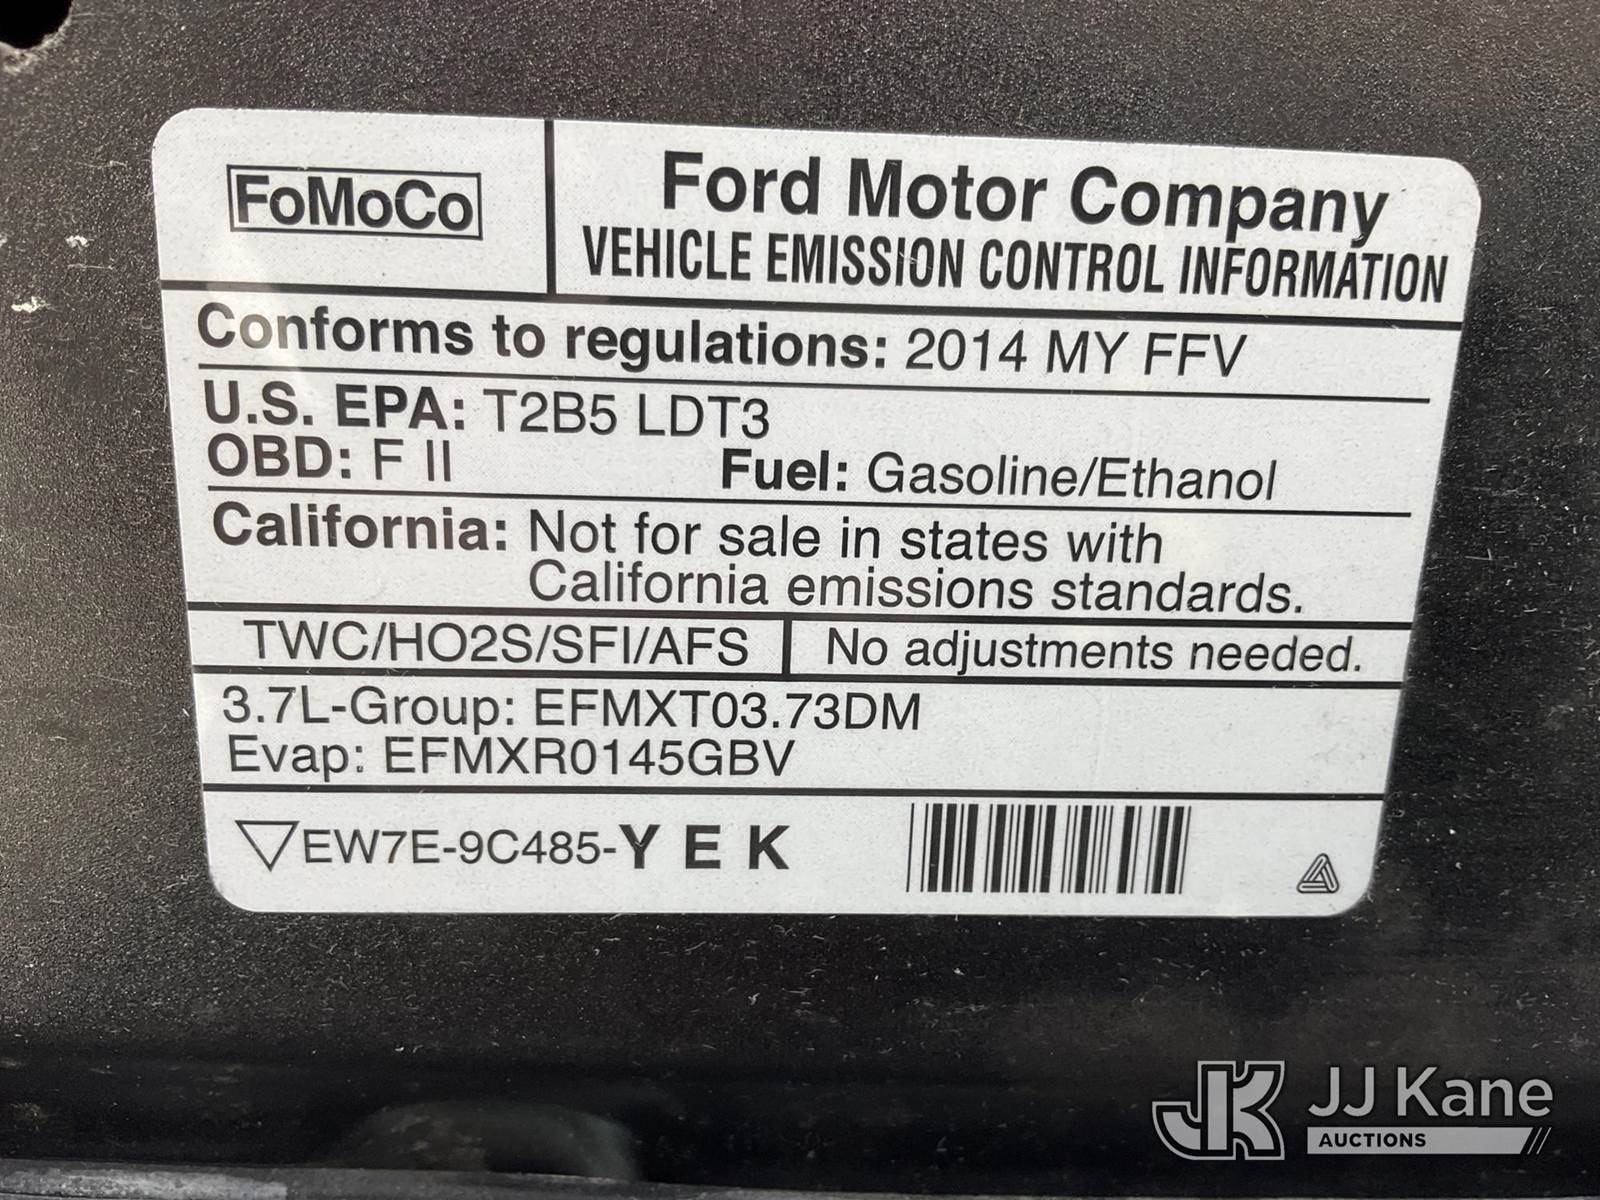 FoMoCo
Ford Motor Company
VEHICLE EMISSION CONTROL INFORMATION
Conforms to regulations: 2014 MY FFV
U.S. EPA: T2B5 LDT3
OBD: F II Fuel: Gasoline/Ethanol
California: Not for sale in states with
California emissions standards.
TWC/HO2S/SFI/AFS No adjustments needed.
3.7L-Group: EFMXT03.73DM
Evap: EFMXR0145GBV
EW7E-9C485-Y E K
JK JJ Kane
AUCTIONS